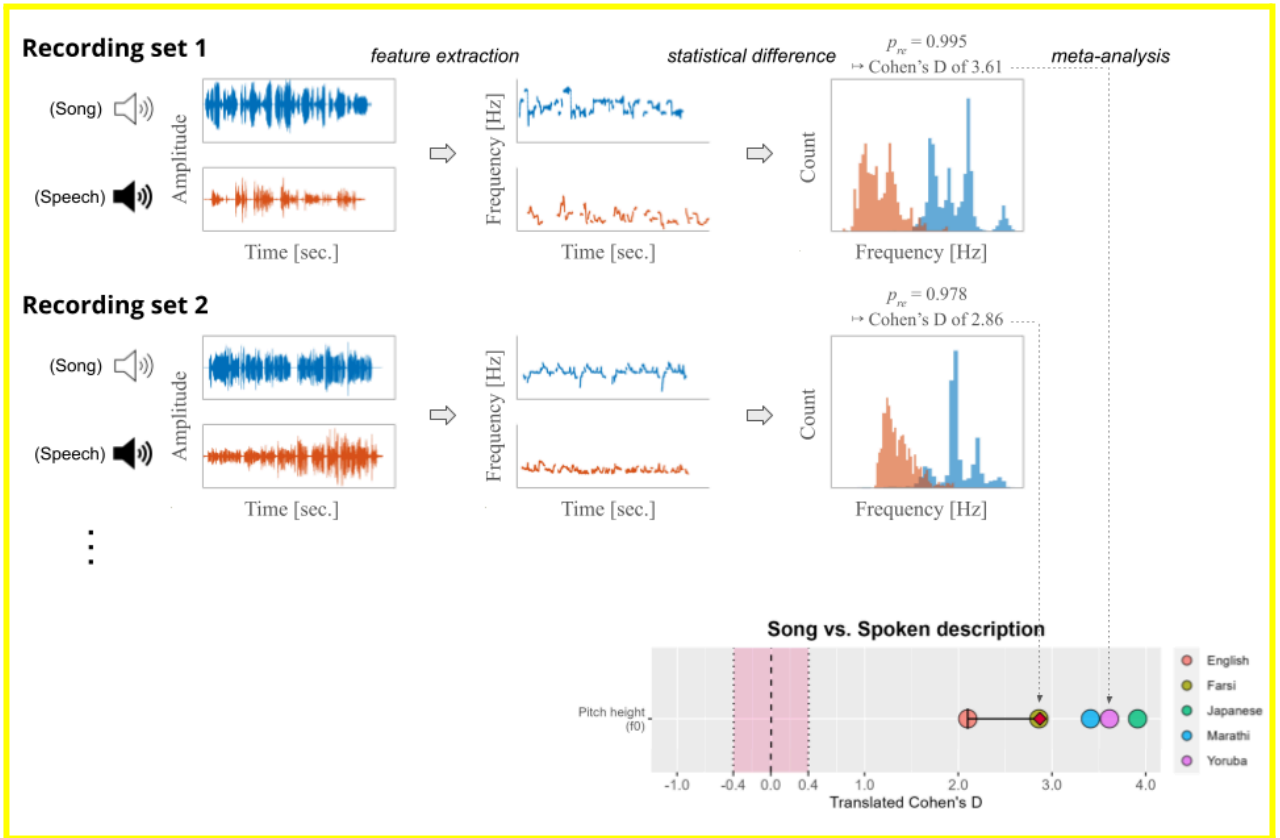 Recording set 1
feature extraction
statistical difference
pre = 0.995
↦ Cohen's D of 3.61
meta-analysis
(Song)
(Speech)
Amplitude
Time [sec.]
Frequency [Hz]
Time [sec.]
Count
Frequency [Hz]
Recording set 2
pre = 0.978
↦ Cohen's D of 2.86
(Song)
(Speech)
Amplitude
Time [sec.]
Frequency [Hz]
Time [sec.]
Count
Frequency [Hz]
Song vs. Spoken description
Pitch height
(f0)
-1.0 -0.4 0.0 0.4 1.0 2.0 3.0 4.0
Translated Cohen's D
English
Farsi
Japanese
Marathi
Yoruba